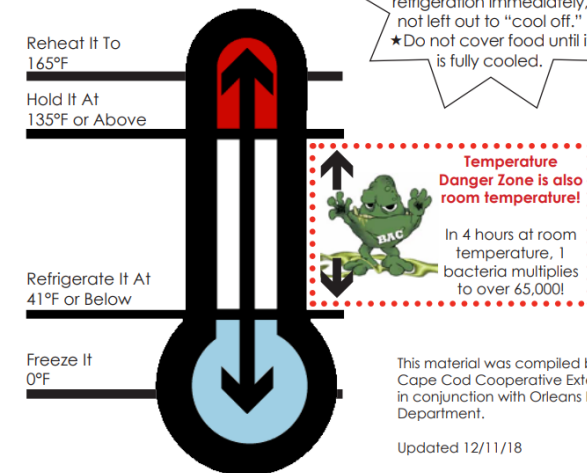 refrigeration immediately,
not left out to “cool off.”
★Do not cover food until i
is fully cooled.
Reheat It To
165°F
Hold It At
135°F or Above
Temperature
Danger Zone is also
room temperature!
BAC
In 4 hours at room
temperature, 1
bacteria multiplies
to over 65,000!
Refrigerate It At
41°F or Below
Freeze It
0°F
This material was compiled b
Cape Cod Cooperative Exte
in conjunction with Orleans
Department.
Updated 12/11/18